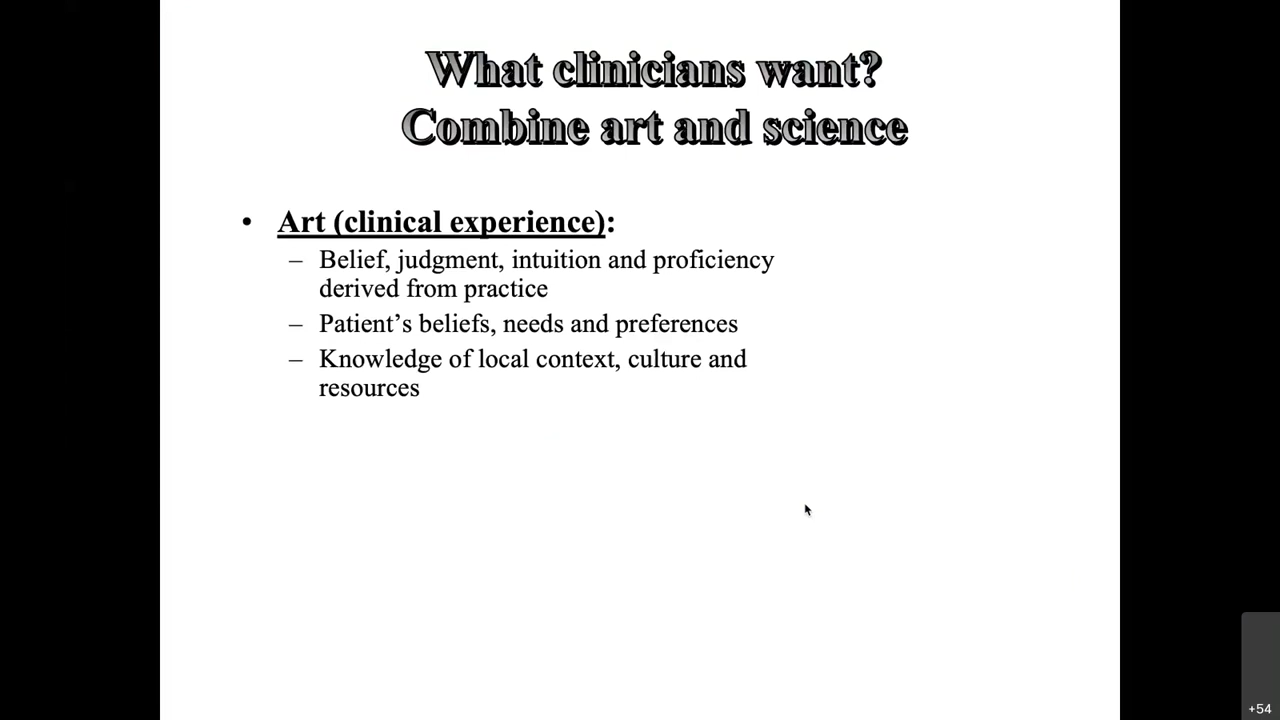 What clinicians want?
Combine art and science
• Art (clinical experience):
– Belief, judgment, intuition and proficiency
derived from practice
– Patient’s beliefs, needs and preferences
– Knowledge of local context, culture and
resources
+54